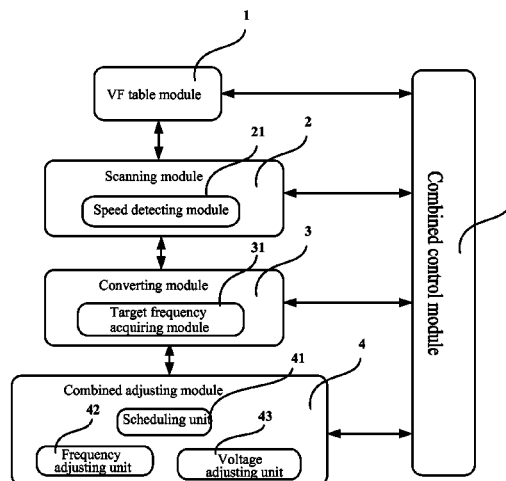 1
VF table module
2
21
Scanning module
Speed detecting module
3
31
Converting module
Target frequency
acquiring module
41
4
Combined adjusting module
Scheduling unit
42
43
Frequency
adjusting unit
Voltage
adjusting unit
Combined control module